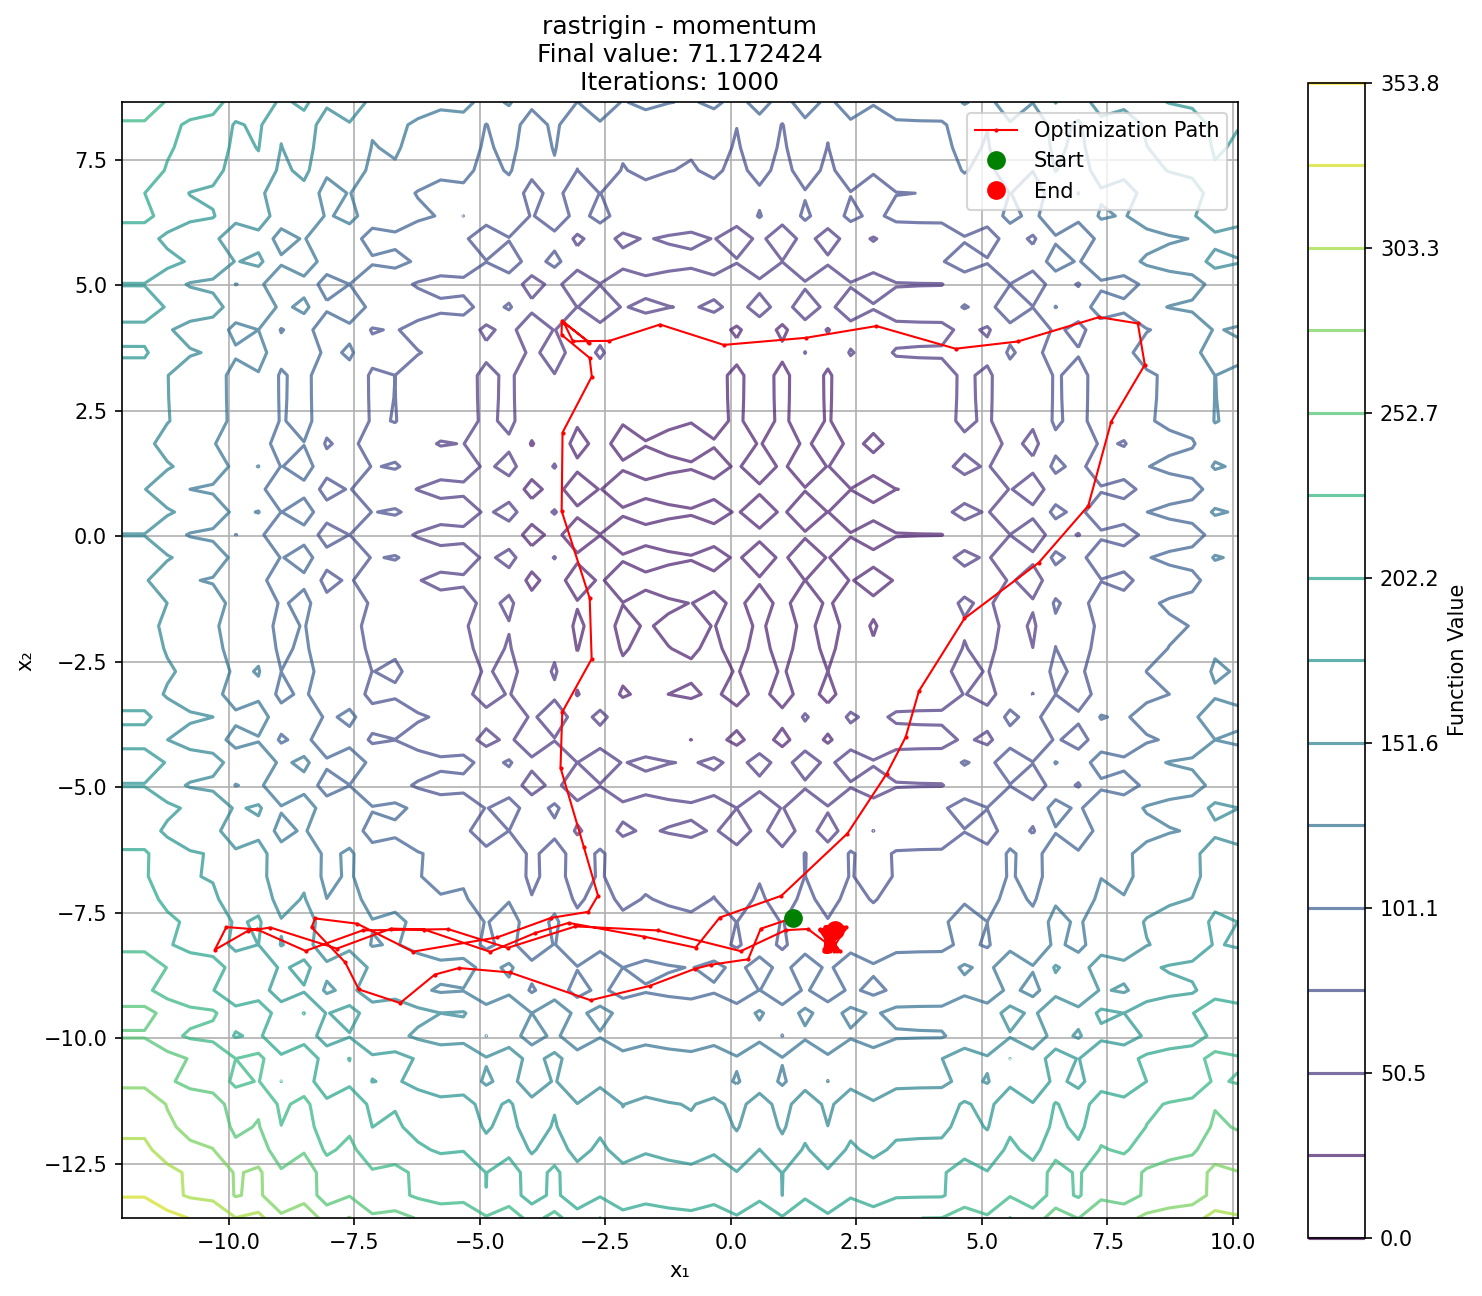 rastrigin - momentum
Final value: 71.172424
Iterations: 1000
Optimization Path
Start
End
7.5
5.0
2.5
0.0
−2.5
−5.0
−7.5
−10.0
−12.5
x₂
−10.0 −7.5 −5.0 −2.5 0.0 2.5 5.0 7.5 10.0
x₁
353.8
303.3
252.7
202.2
151.6
101.1
50.5
0.0
Function Value